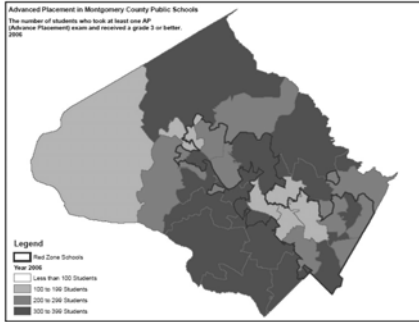 Advanced Placement in Montgomery County Public Schools
The number of students who took at least one AP
(Advance Placement) exam and received a grade 3 or better.
2006
Legend
Red Zone Schools
Year 2006
Less than 100 Students
100 to 199 Students
200 to 299 Students
300 to 399 Students